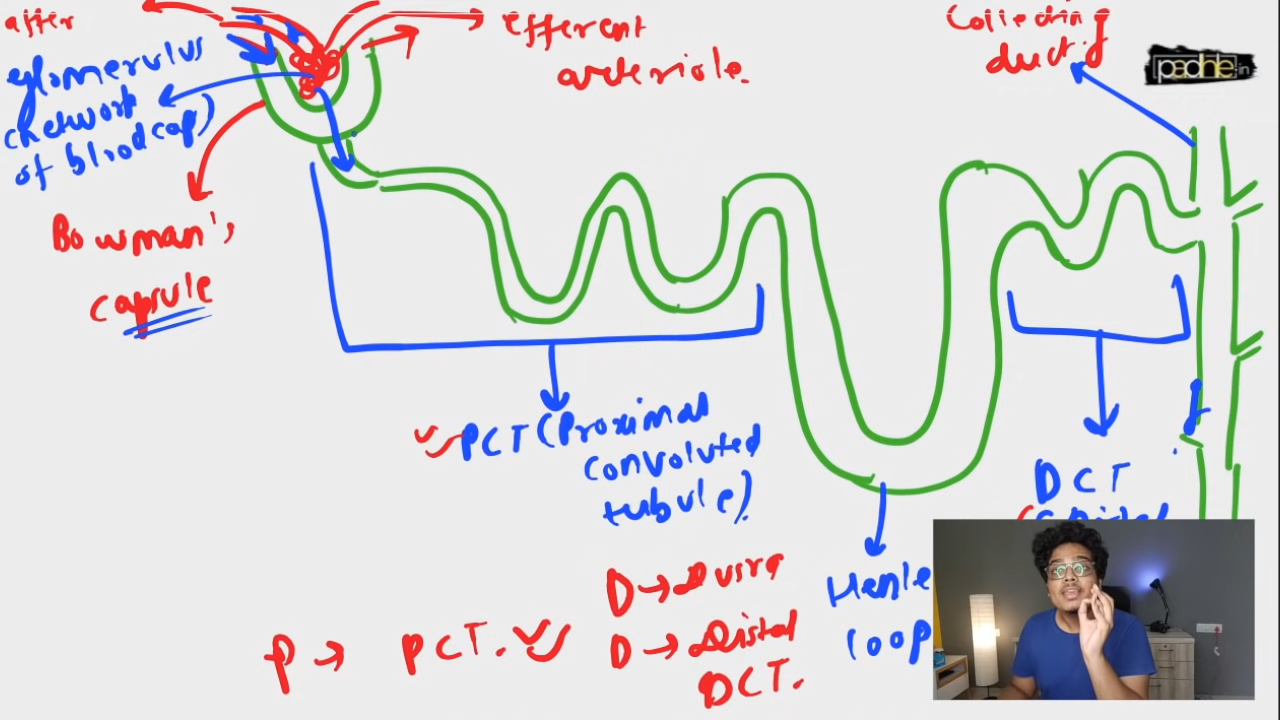 affer
efferent
arteriole.
glomerulus
(network
of blood cap)
Bowman's
capsule
Collecting
duct
padhle.in
PCT (Proximal
convoluted
tubule).
DCT
Henle
loop
P → PCT.
D → Dusra
D → Distal
DCT.